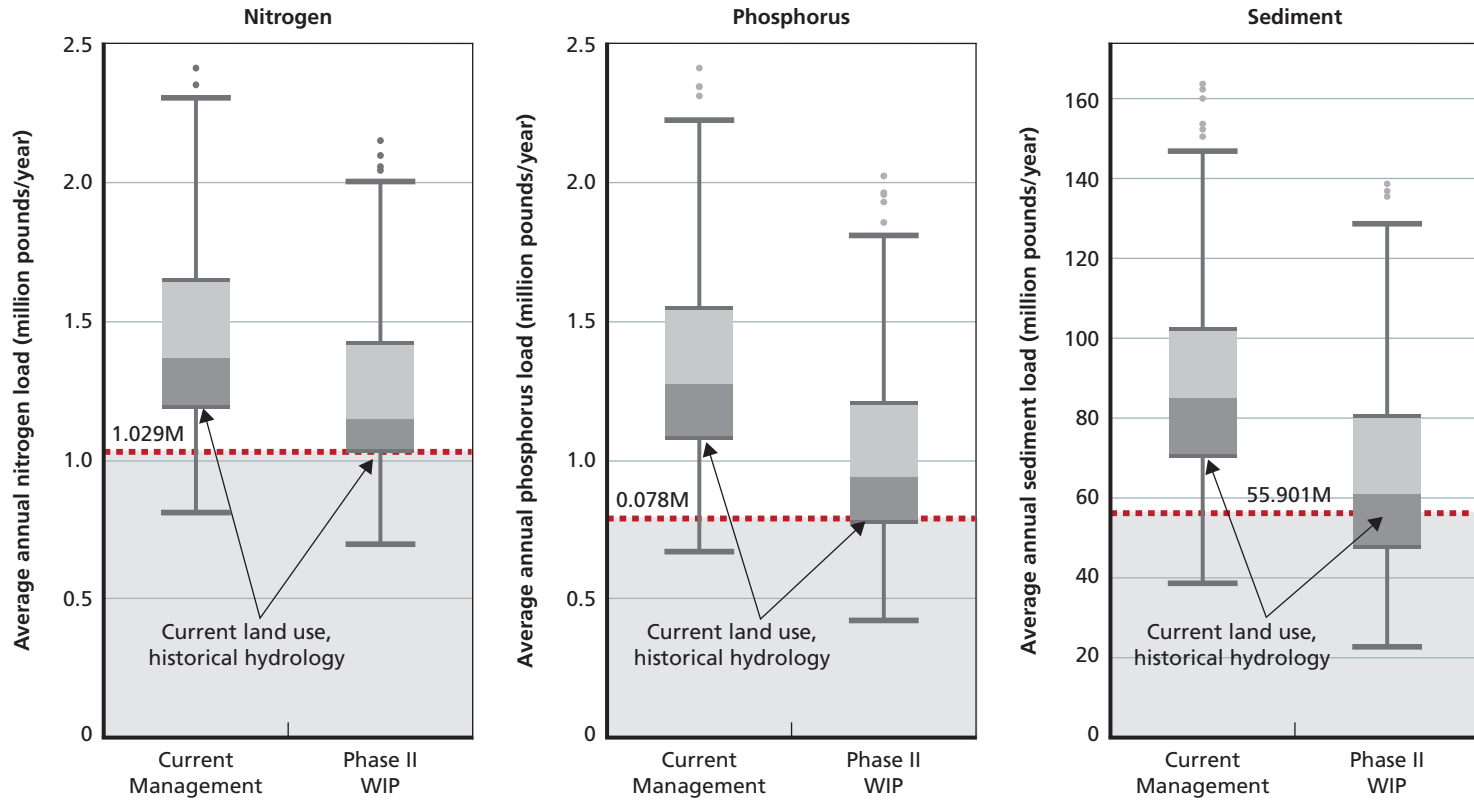 Nitrogen
Average annual nitrogen load (million pounds/year)
2.5
2.0
1.5
1.0
0.5
0
1.029M
Current land use,
historical hydrology
Current
Management
Phase II
WIP
Phosphorus
Average annual phosphorus load (million pounds/year)
2.5
2.0
1.5
1.0
0.5
0
0.078M
Current land use,
historical hydrology
Current
Management
Phase II
WIP
Sediment
Average annual sediment load (million pounds/year)
160
140
120
100
80
60
40
20
0
55.901M
Current land use,
historical hydrology
Current
Management
Phase II
WIP